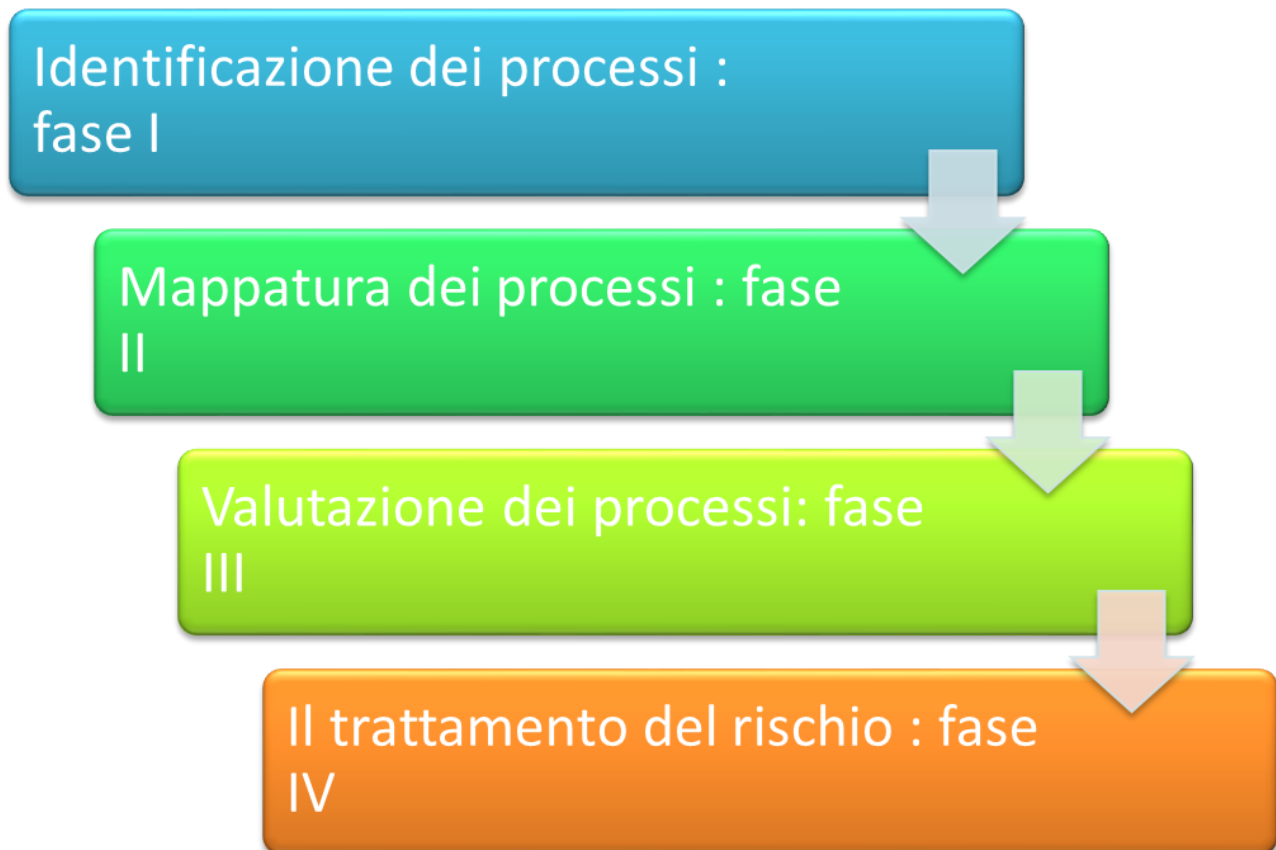 Identificazione dei processi :
fase I
Mappatura dei processi : fase
II
Valutazione dei processi: fase
III
Il trattamento del rischio : fase
IV